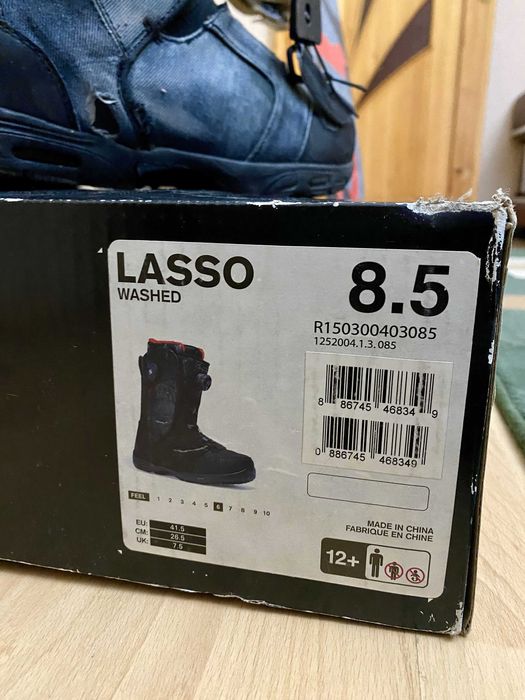 LASSO
WASHED
8.5
R150300403085
1252004.1.3.085
8 86745 46834 9
0 886745 468349
FEEL 1 2 3 4 5 6 7 8 9 10
EU: 41.5
CM: 26.5
UK: 7.5
MADE IN CHINA
FABRIQUE EN CHINE
12+